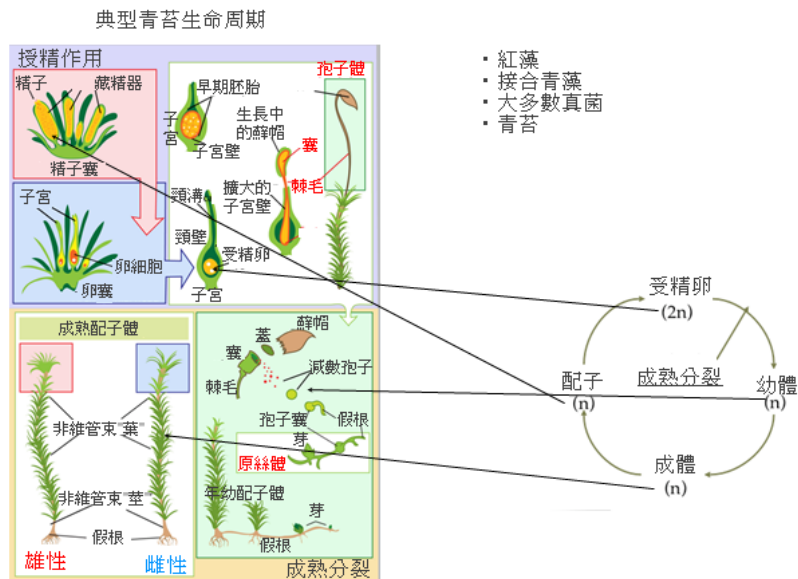 典型青苔生命周期
授精作用
精子
藏精器
精子囊
子宮
卵細胞
卵囊
早期胚胎
子宮
子宮壁
生長中
的蘚帽
孢子體
囊
棘毛
擴大的
子宮壁
頸溝
頸壁
受精卵
子宮
成熟配子體
非維管束“葉”
非維管束“莖”
假根
雄性
雌性
蘚帽
蓋
囊
棘毛
減數孢子
孢子囊
假根
芽
原絲體
年幼配子體
芽
假根
成熟分裂
· 紅藻
· 接合青藻
· 大多數真菌
· 青苔
受精卵
(2n)
配子
(n)
成熟分裂
幼體
(n)
成體
(n)